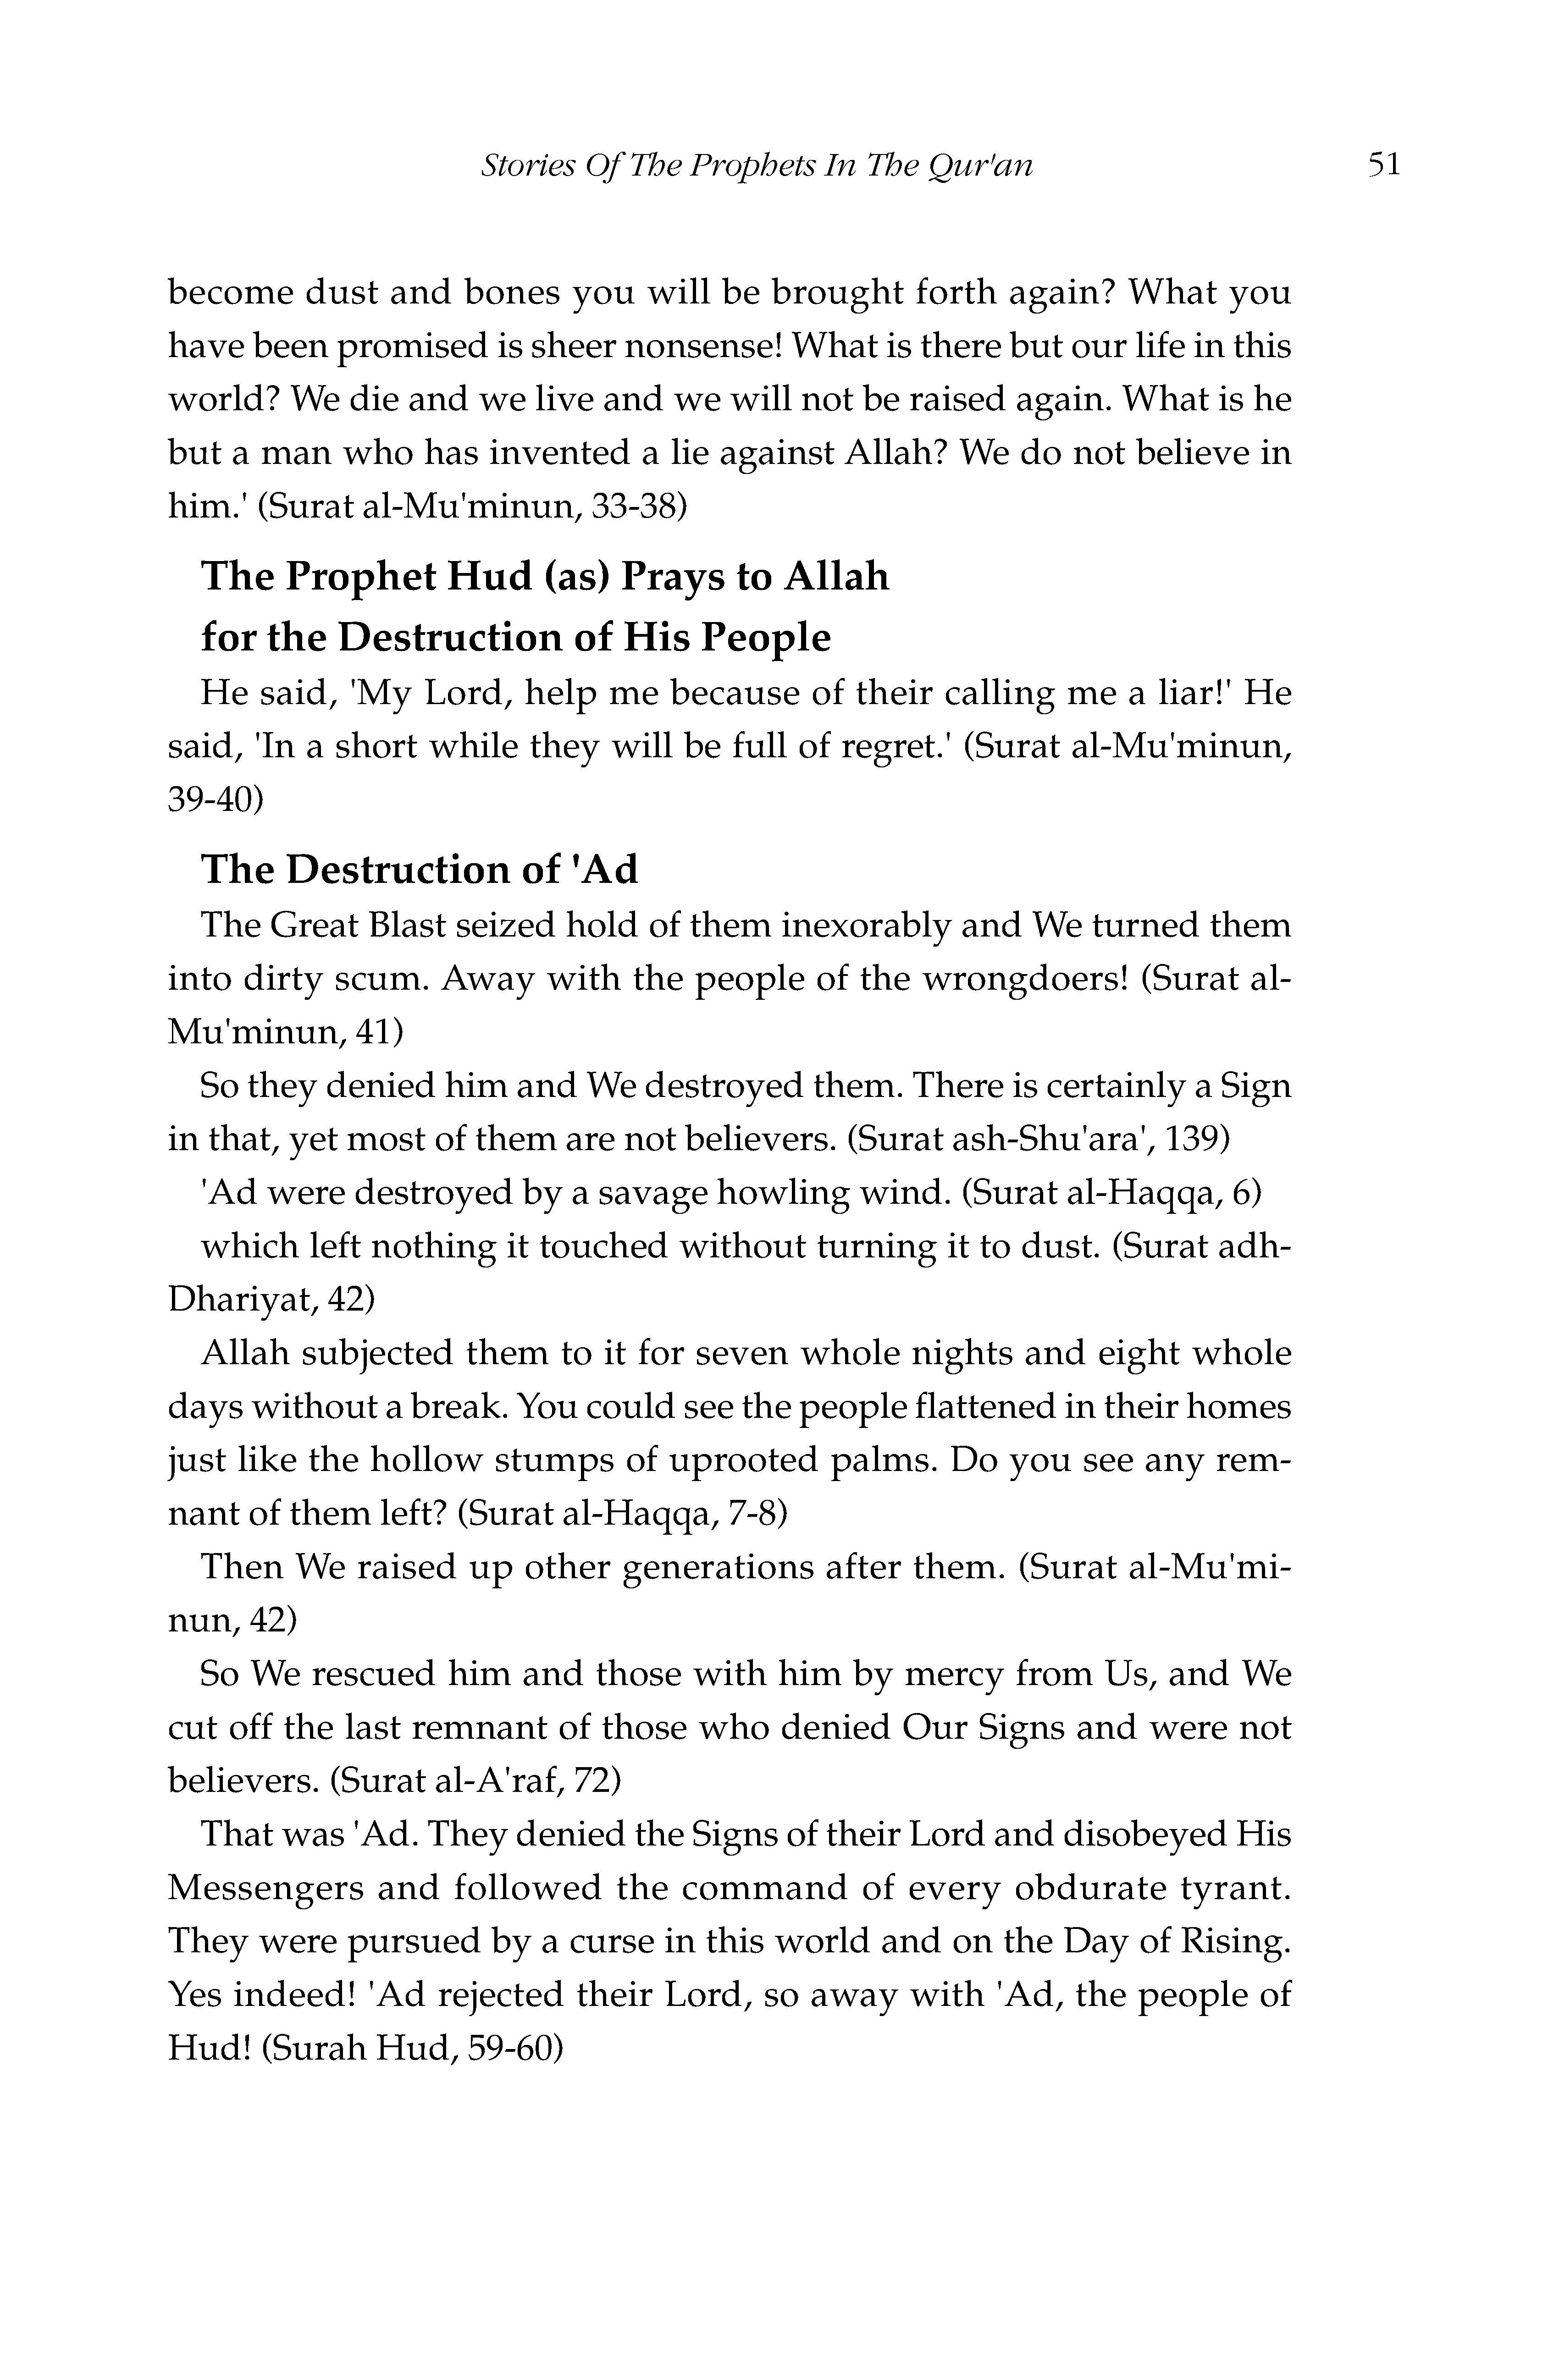 Stories Of The Prophets In The Qur'an 51
become dust and bones you will be brought forth again? What you
have been promised is sheer nonsense! What is there but our life in this
world? We die and we live and we will not be raised again. What is he
but a man who has invented a lie against Allah? We do not believe in
him.' (Surat al-Mu'minun, 33-38)
The Prophet Hud (as) Prays to Allah
for the Destruction of His People
He said, 'My Lord, help me because of their calling me a liar!' He
said, 'In a short while they will be full of regret.' (Surat al-Mu'minun,
39-40)
The Destruction of 'Ad
The Great Blast seized hold of them inexorably and We turned them
into dirty scum. Away with the people of the wrongdoers! (Surat al-
Mu'minun, 41)
So they denied him and We destroyed them. There is certainly a Sign
in that, yet most of them are not believers. (Surat ash-Shu'ara', 139)
'Ad were destroyed by a savage howling wind. (Surat al-Haqqa, 6)
which left nothing it touched without turning it to dust. (Surat adh-
Dhariyat, 42)
Allah subjected them to it for seven whole nights and eight whole
days without a break. You could see the people flattened in their homes
just like the hollow stumps of uprooted palms. Do you see any rem-
nant of them left? (Surat al-Haqqa, 7-8)
Then We raised up other generations after them. (Surat al-Mu'mi-
nun, 42)
So We rescued him and those with him by mercy from Us, and We
cut off the last remnant of those who denied Our Signs and were not
believers. (Surat al-A'raf, 72)
That was 'Ad. They denied the Signs of their Lord and disobeyed His
Messengers and followed the command of every obdurate tyrant.
They were pursued by a curse in this world and on the Day of Rising.
Yes indeed! 'Ad rejected their Lord, so away with 'Ad, the people of
Hud! (Surah Hud, 59-60)